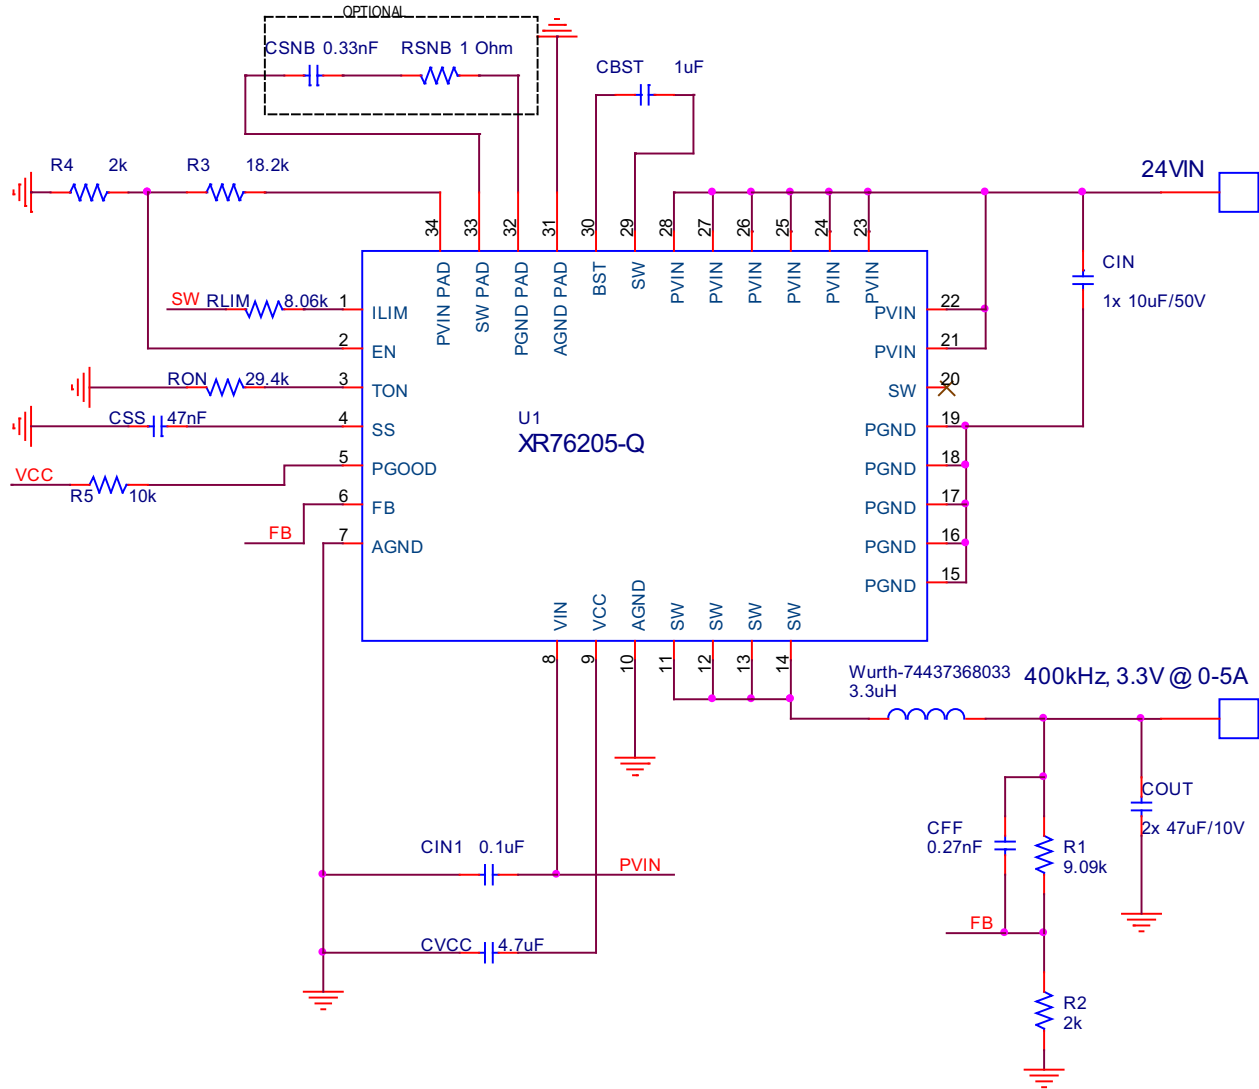 OPTIONAL
CSNB 0.33nF RSNB 1 Ohm
CBST 1uF
R4 2k R3 18.2k
24VIN
34 33 32 31 30 29 28 27 26 25 24 23
PVIN PAD SW PAD PGND PAD AGND PAD BST SW PVIN PVIN PVIN PVIN PVIN PVIN
CIN
1x 10uF/50V
SW RLIM 8.06k 1 ILIM
PVIN 22
2 EN
PVIN 21
RON 29.4k 3 TON
SW 20
CSS 47nF 4 SS
PGND 19
U1
XR76205-Q
VCC R5 10k 5 PGOOD
PGND 18
FB 6 FB
PGND 17
7 AGND
PGND 16
PGND 15
VIN VCC AGND SW SW SW SW
8 9 10 11 12 13 14
Wurth-74437368033
3.3uH
400kHz, 3.3V @ 0-5A
COUT
2x 47uF/10V
CFF
0.27nF
R1
9.09k
CIN1 0.1uF PVIN
FB
CVCC 4.7uF
R2
2k